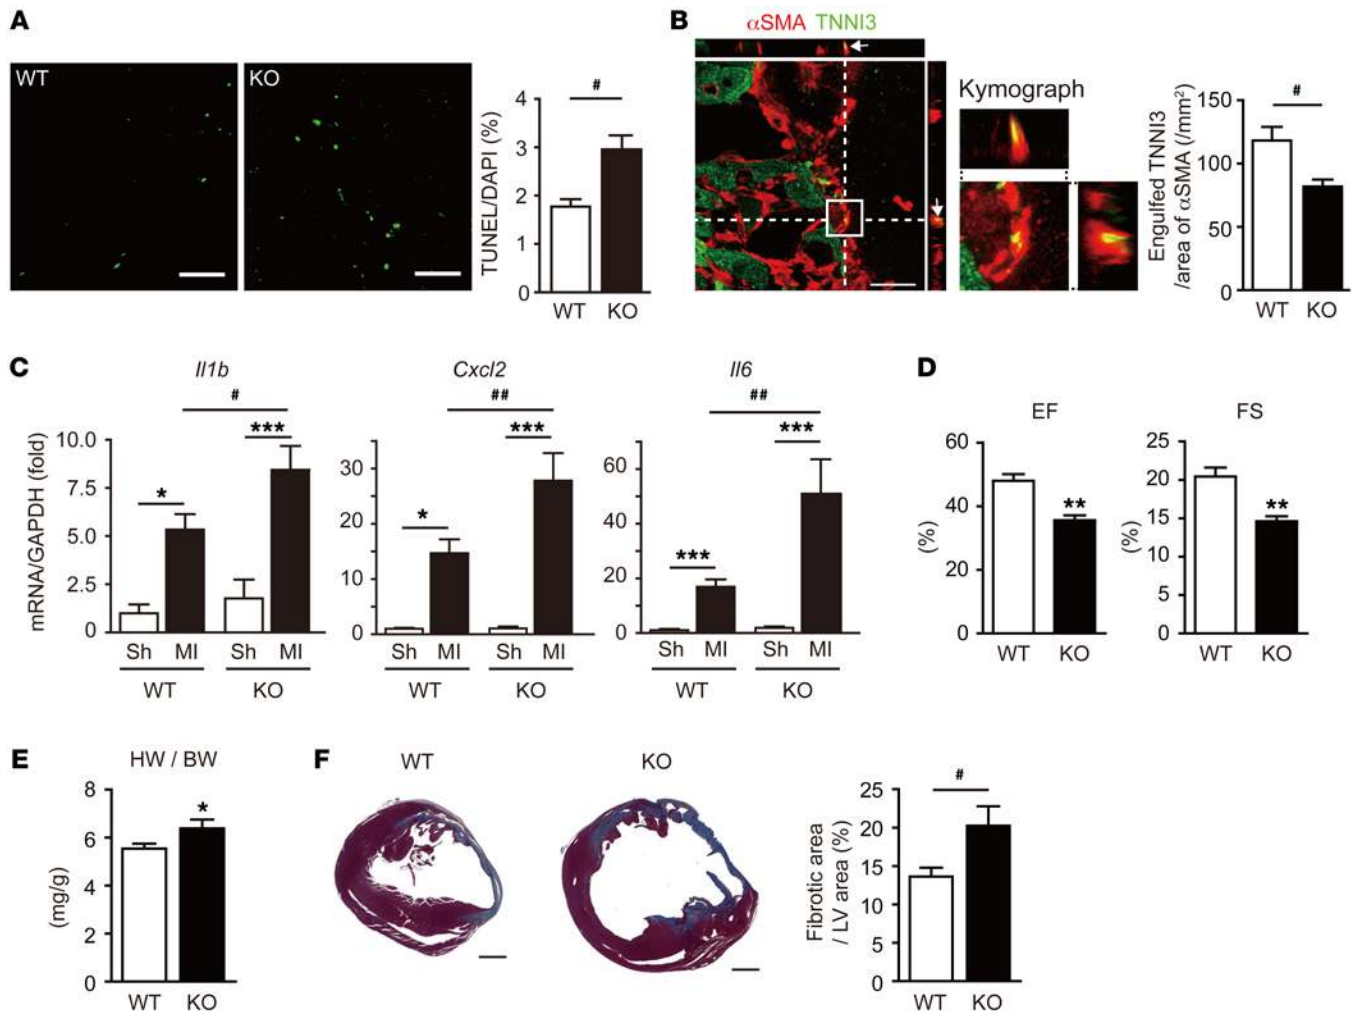 A
WT
KO
TUNEL/DAPI (%)
4
3
2
1
0
#
WT KO
B
αSMA TNNI3
Kymograph
Engulfed TNNI3
/area of αSMA (/mm²)
150
100
50
0
#
WT KO
C
mRNA/GAPDH (fold)
Il1b
#
***
*
10.0
7.5
5.0
2.5
0
Sh MI Sh MI
WT KO
Cxcl2
##
***
*
30
20
10
0
Sh MI Sh MI
WT KO
Il6
##
***
***
60
40
20
0
Sh MI Sh MI
WT KO
D
EF
(%)
60
40
20
0
**
WT KO
FS
(%)
25
20
15
10
5
0
**
WT KO
E
HW / BW
(mg/g)
8
6
4
2
0
*
WT KO
F
WT
KO
Fibrotic area
/ LV area (%)
25
20
15
10
5
0
#
WT KO